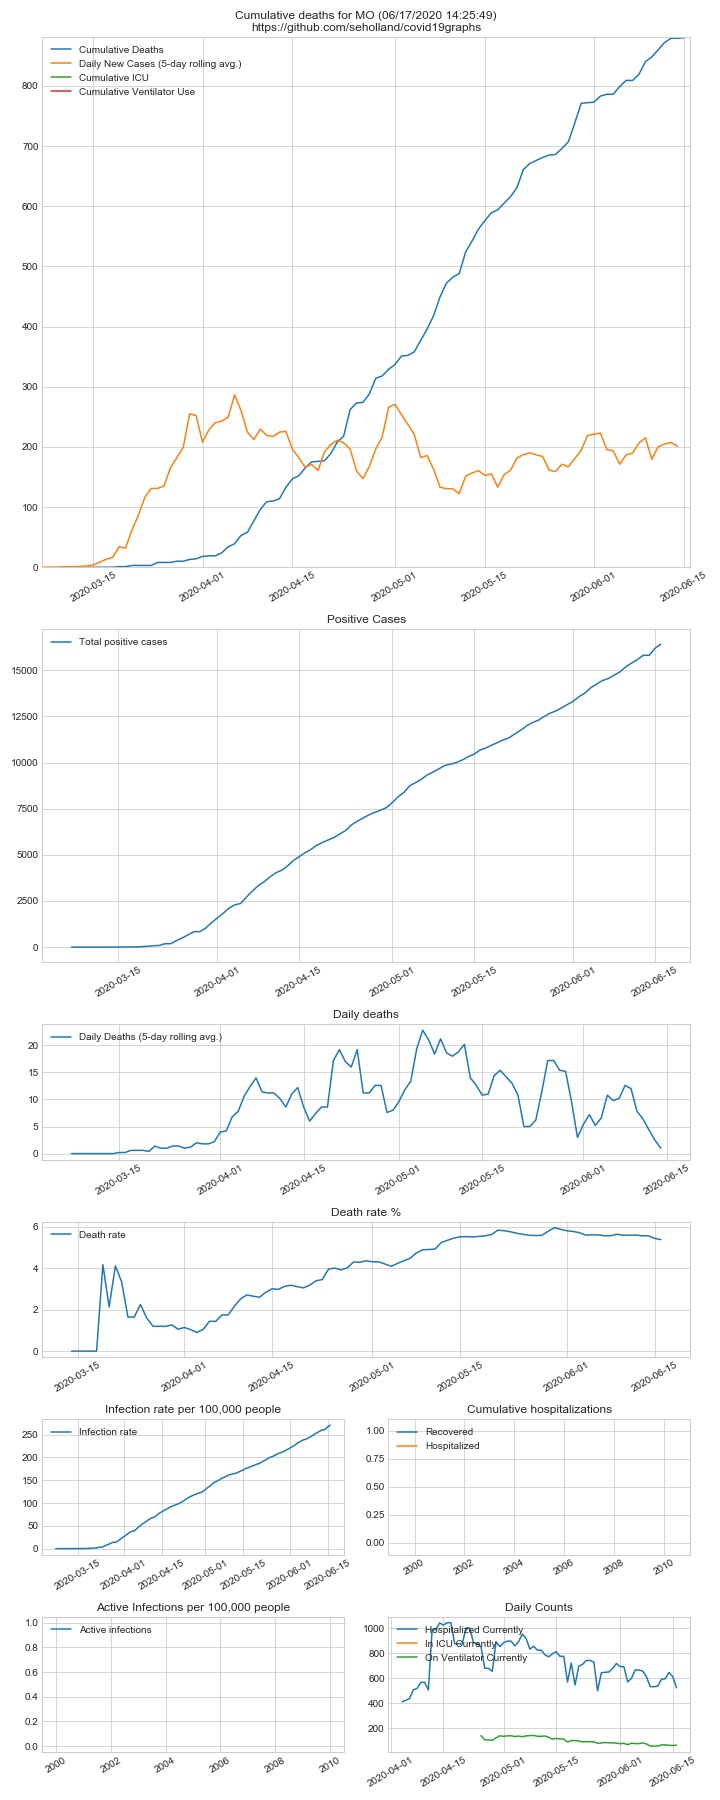 Cumulative deaths for MO (06/17/2020 14:25:49)
https://github.com/seholland/covid19graphs
Cumulative Deaths
Daily New Cases (5-day rolling avg.)
Cumulative ICU
Cumulative Ventilator Use
800
700
600
500
400
300
200
100
0
2020-03-15 2020-04-01 2020-04-15 2020-05-01 2020-05-15 2020-06-01 2020-06-15
Positive Cases
Total positive cases
15000
12500
10000
7500
5000
2500
0
2020-03-15 2020-04-01 2020-04-15 2020-05-01 2020-05-15 2020-06-01 2020-06-15
Daily deaths
Daily Deaths (5-day rolling avg.)
20
15
10
5
0
2020-03-15 2020-04-01 2020-04-15 2020-05-01 2020-05-15 2020-06-01 2020-06-15
Death rate %
Death rate
6
4
2
0
2020-03-15 2020-04-01 2020-04-15 2020-05-01 2020-05-15 2020-06-01 2020-06-15
Infection rate per 100,000 people
Infection rate
250
200
150
100
50
0
2020-03-15 2020-04-01 2020-04-15 2020-05-01 2020-05-15 2020-06-01 2020-06-15
Cumulative hospitalizations
Recovered
Hospitalized
1.00
0.75
0.50
0.25
0.00
2000 2002 2004 2006 2008 2010
Active Infections per 100,000 people
Active infections
1.0
0.8
0.6
0.4
0.2
0.0
2000 2002 2004 2006 2008 2010
Daily Counts
Hospitalized Currently
In ICU Currently
On Ventilator Currently
1000
800
600
400
200
2020-04-01 2020-04-15 2020-05-01 2020-05-15 2020-06-01 2020-06-15